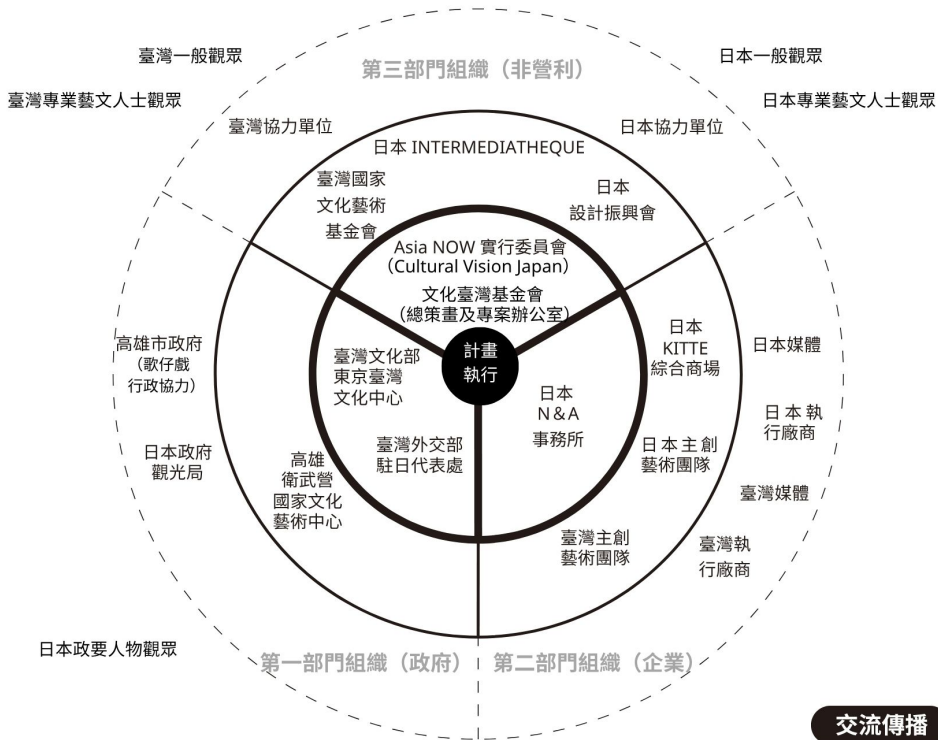 臺灣一般觀眾
日本一般觀眾
第三部門組織（非營利）
臺灣專業藝文人士觀眾
日本專業藝文人士觀眾
臺灣協力單位
日本協力單位
日本 INTERMEDIATHEQUE
臺灣國家
文化藝術
基金會
日本
設計振興會
Asia NOW 實行委員會
（Cultural Vision Japan）
文化臺灣基金會
（總策畫及專案辦公室）
計畫
執行
高雄市政府
（歌仔戲
行政協力）
臺灣文化部
東京臺灣
文化中心
日本
N＆A
事務所
日本
KITTE
綜合商場
日本媒體
日本執
行廠商
日本政府
觀光局
高雄
衛武營
國家文化
藝術中心
臺灣外交部
駐日代表處
日本主創
藝術團隊
臺灣媒體
臺灣主創
藝術團隊
臺灣執
行廠商
日本政要人物觀眾
第一部門組織（政府）
第二部門組織（企業）
交流傳播